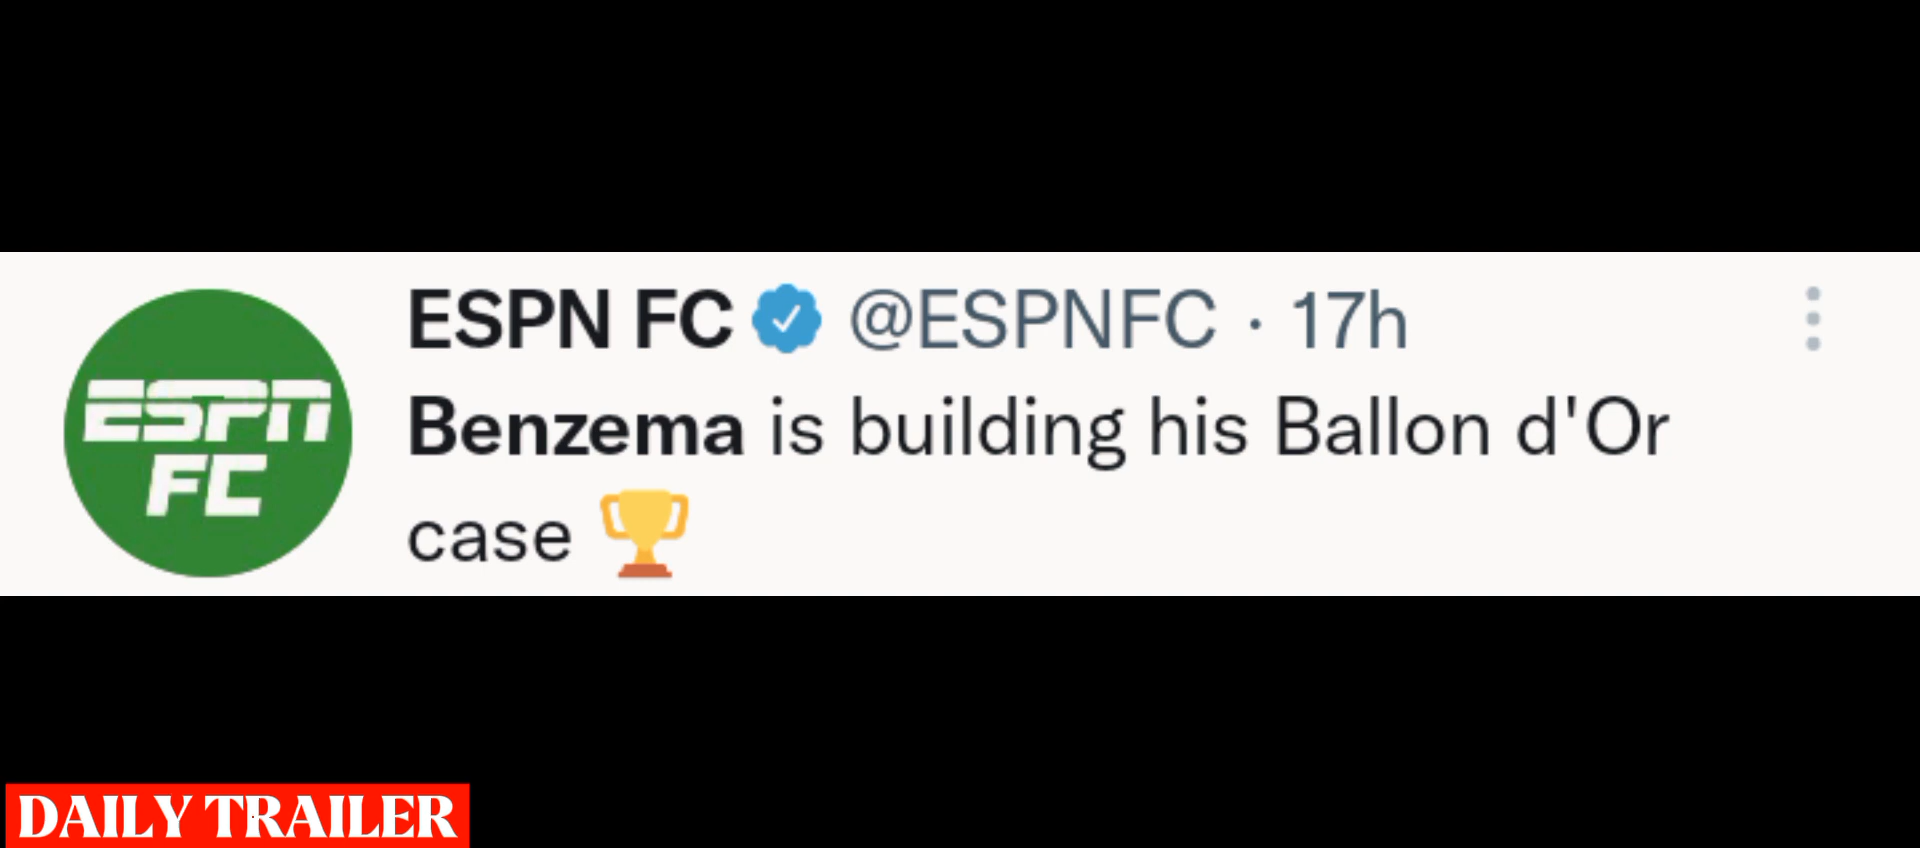 ESPN FC @ESPNFC · 17h
Benzema is building his Ballon d'Or
case 🏆
ESPN
FC
DAILY TRAILER